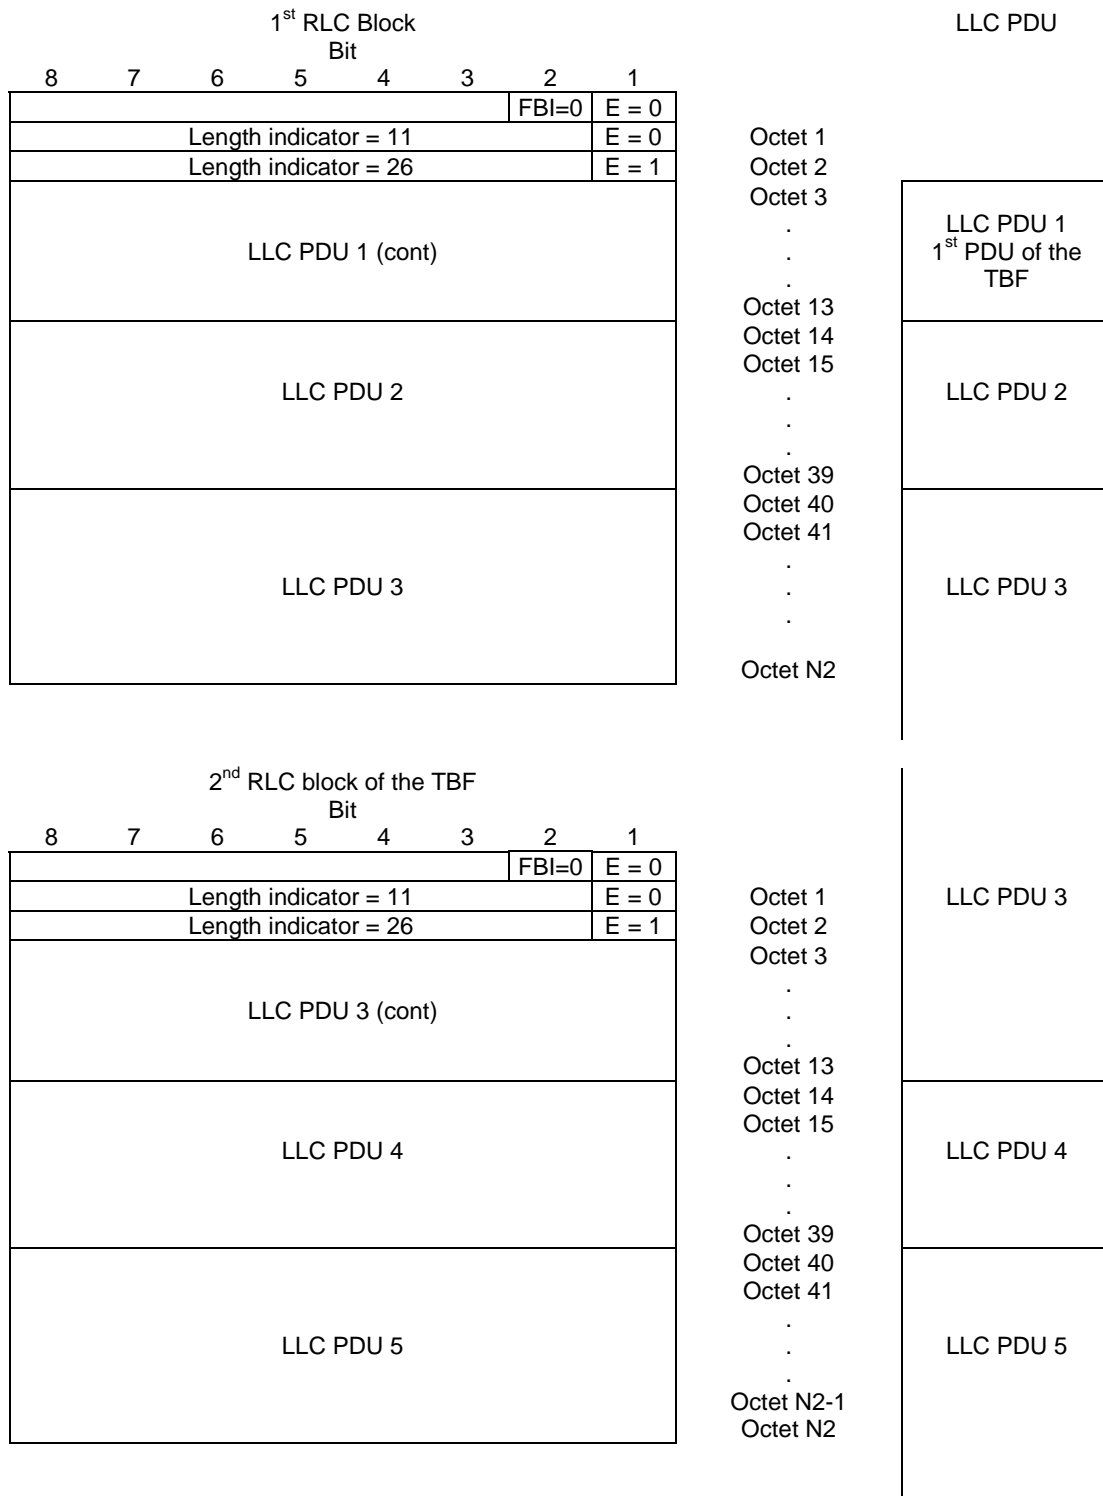 1st RLC Block LLC PDU
Bit
8 7 6 5 4 3 2 1
FBI=0 E = 0
Length indicator = 11 E = 0 Octet 1
Length indicator = 26 E = 1 Octet 2
Octet 3
.
LLC PDU 1
LLC PDU 1 (cont) . 1st PDU of the
. TBF
Octet 13
Octet 14
Octet 15
LLC PDU 2 . LLC PDU 2
.
.
Octet 39
Octet 40
Octet 41
.
LLC PDU 3 . LLC PDU 3
.
Octet N2
2nd RLC block of the TBF
Bit
8 7 6 5 4 3 2 1
FBI=0 E = 0
Length indicator = 11 E = 0 Octet 1 LLC PDU 3
Length indicator = 26 E = 1 Octet 2
Octet 3
.
LLC PDU 3 (cont) .
.
Octet 13
Octet 14
Octet 15
LLC PDU 4 . LLC PDU 4
.
.
Octet 39
Octet 40
Octet 41
.
LLC PDU 5 . LLC PDU 5
.
Octet N2-1
Octet N2